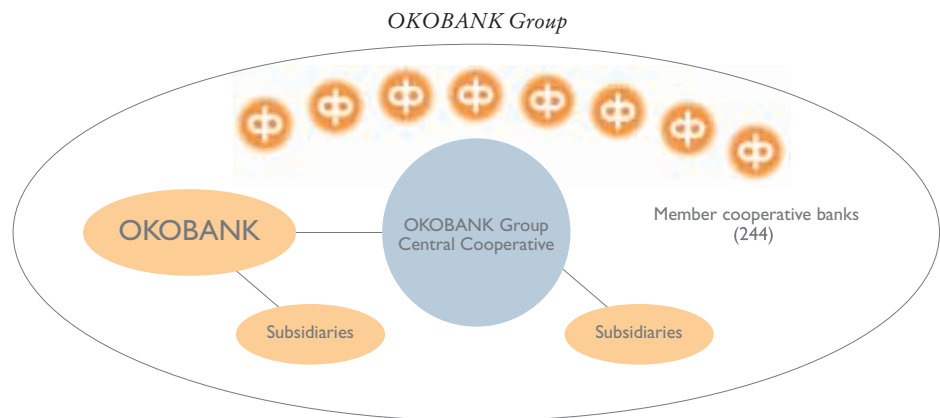 OKOBANK Group
OKOBANK
OKOBANK Group
Central Cooperative
Member cooperative banks
(244)
Subsidiaries
Subsidiaries